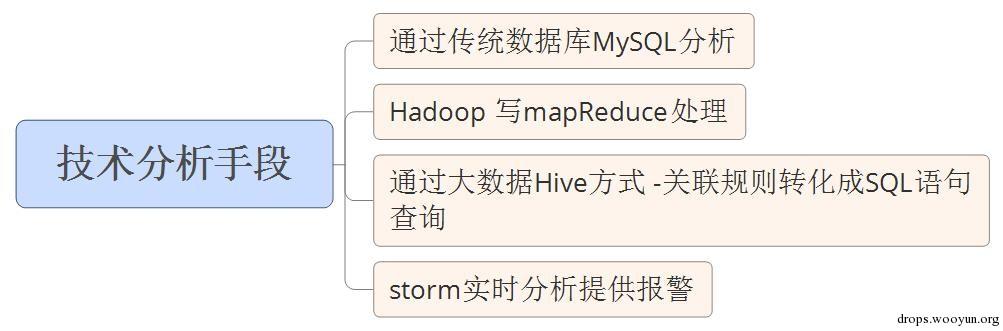 技术分析手段
通过传统数据库MySQL分析
Hadoop 写mapReduce处理
通过大数据Hive方式 -关联规则转化成SQL语句
查询
storm实时分析提供报警
drops.wooyun.org